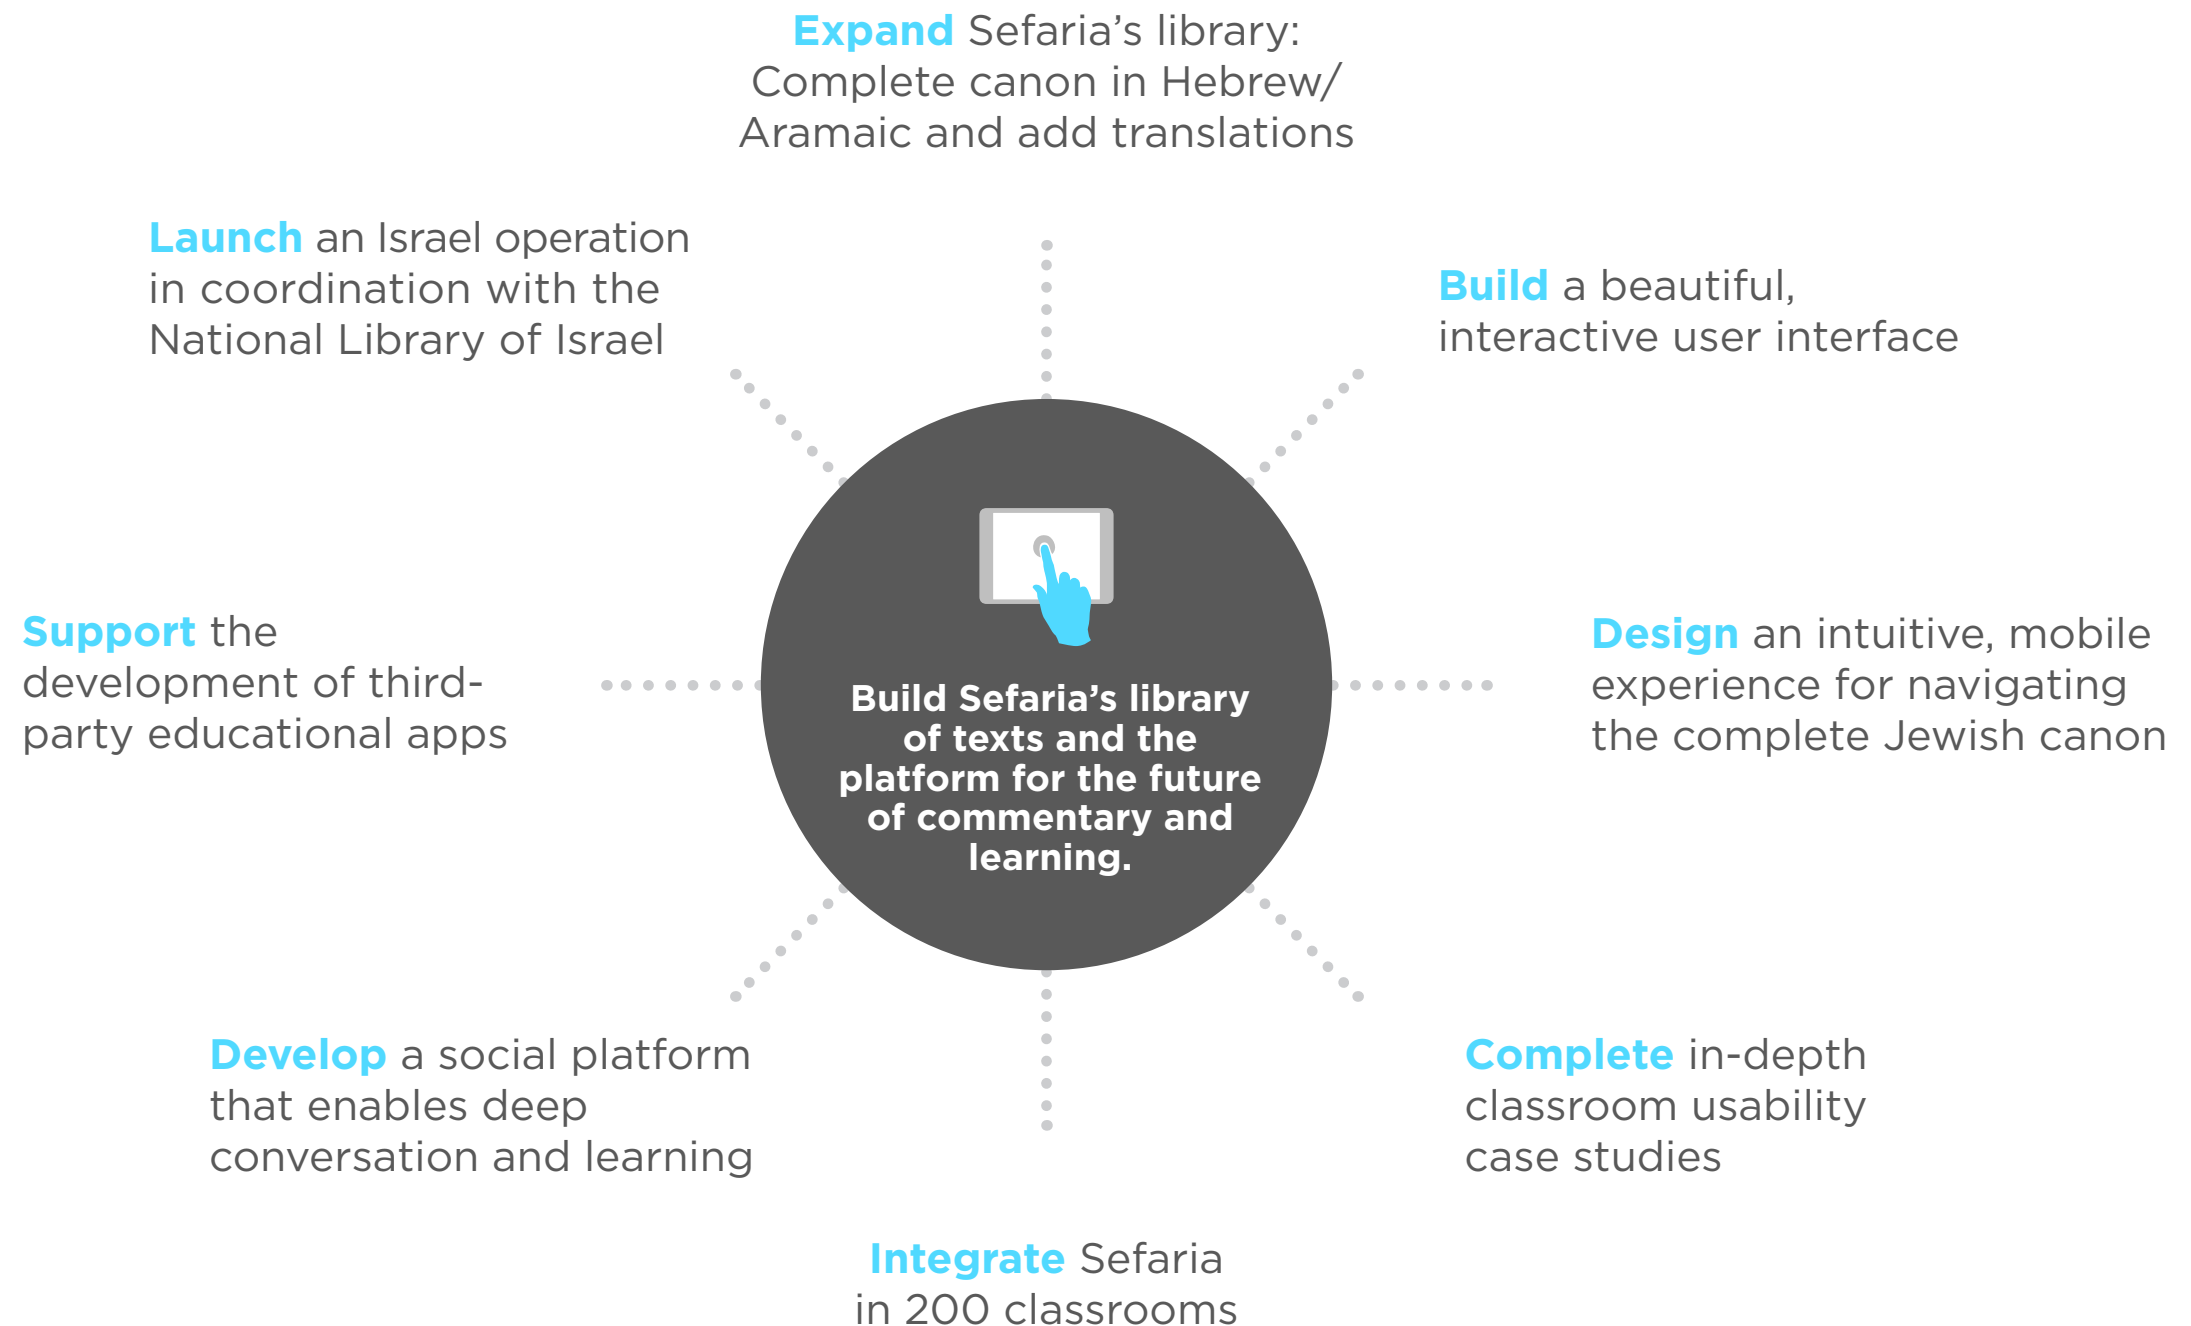 Expand Sefaria’s library:
Complete canon in Hebrew/
Aramaic and add translations
Launch an Israel operation
in coordination with the
National Library of Israel
Build a beautiful,
interactive user interface
Support the
development of third-
party educational apps
Build Sefaria’s library
of texts and the
platform for the future
of commentary and
learning.
Design an intuitive, mobile
experience for navigating
the complete Jewish canon
Develop a social platform
that enables deep
conversation and learning
Complete in-depth
classroom usability
case studies
Integrate Sefaria
in 200 classrooms